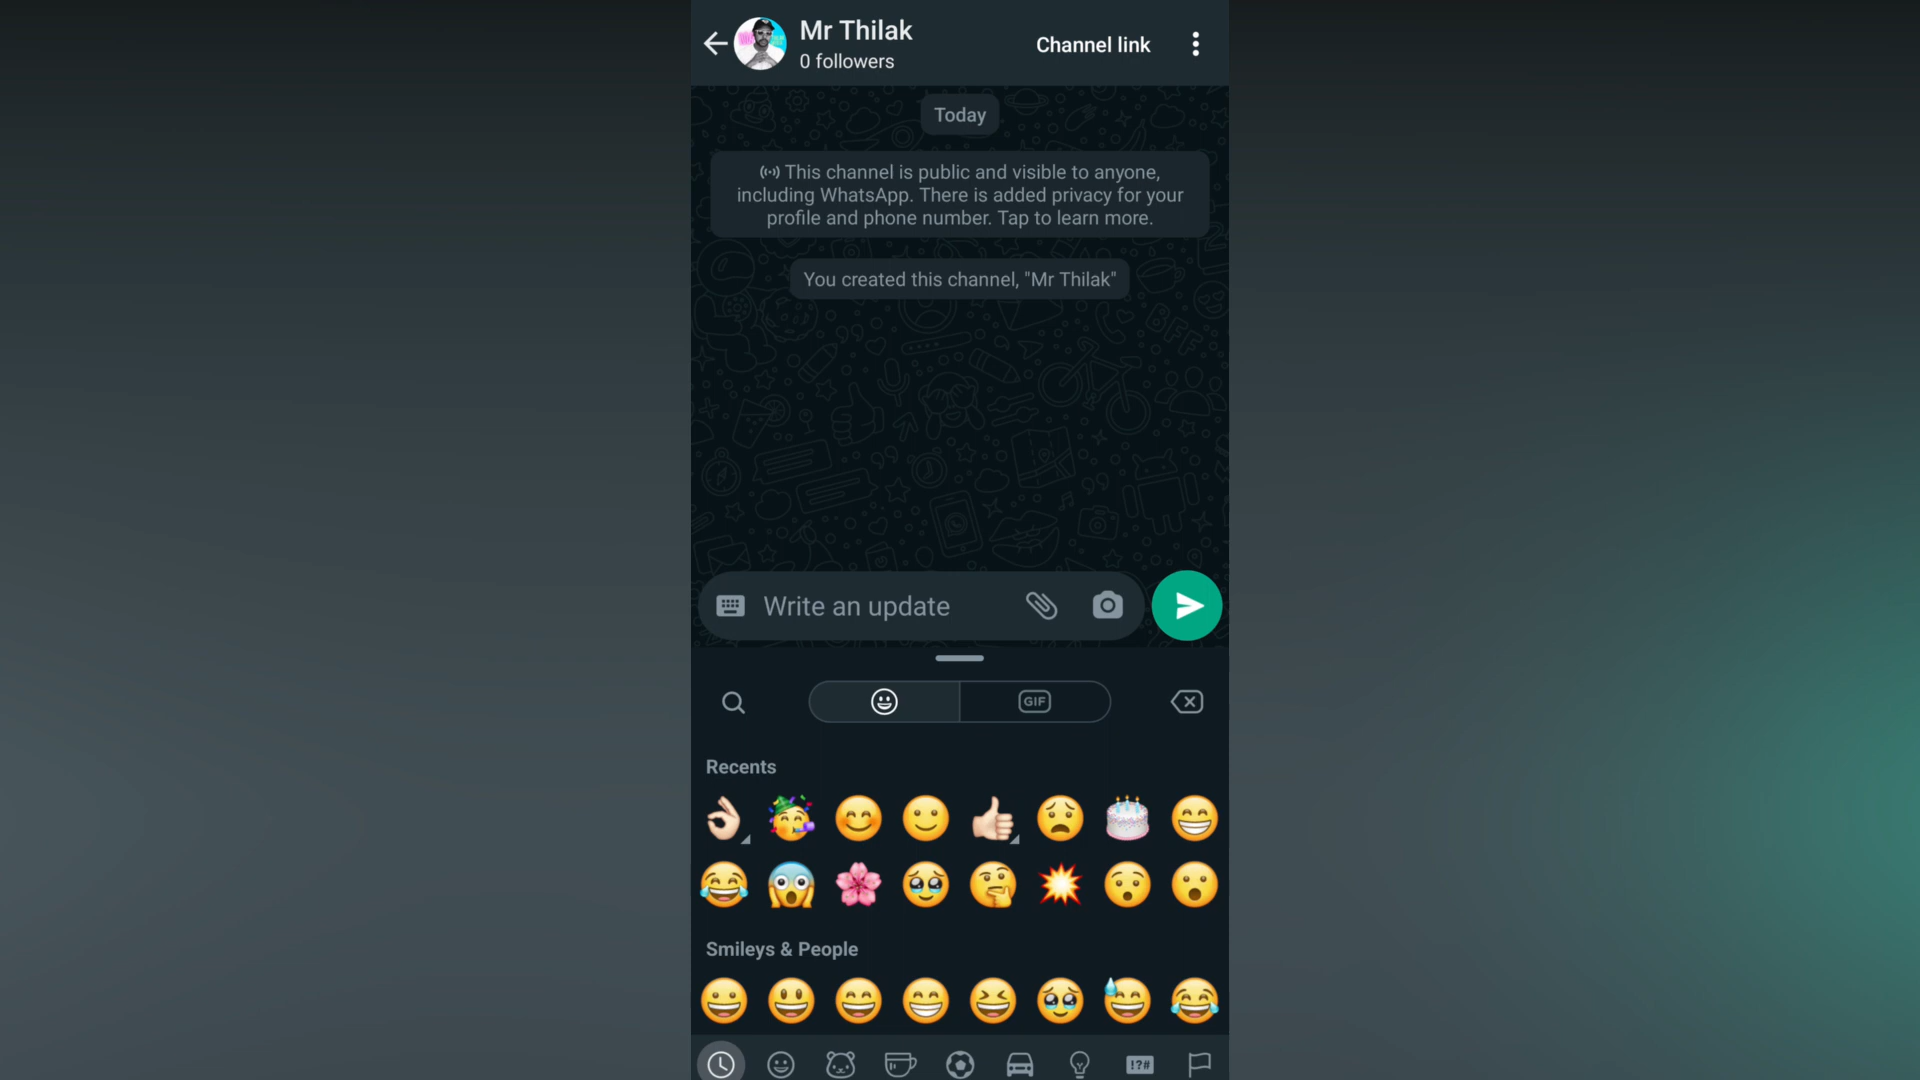 Mr Thilak
0 followers
Channel link
Today
This channel is public and visible to anyone,
including WhatsApp. There is added privacy for your
profile and phone number. Tap to learn more.
You created this channel, "Mr Thilak"
Write an update
GIF
Recents
Smileys & People
!?#